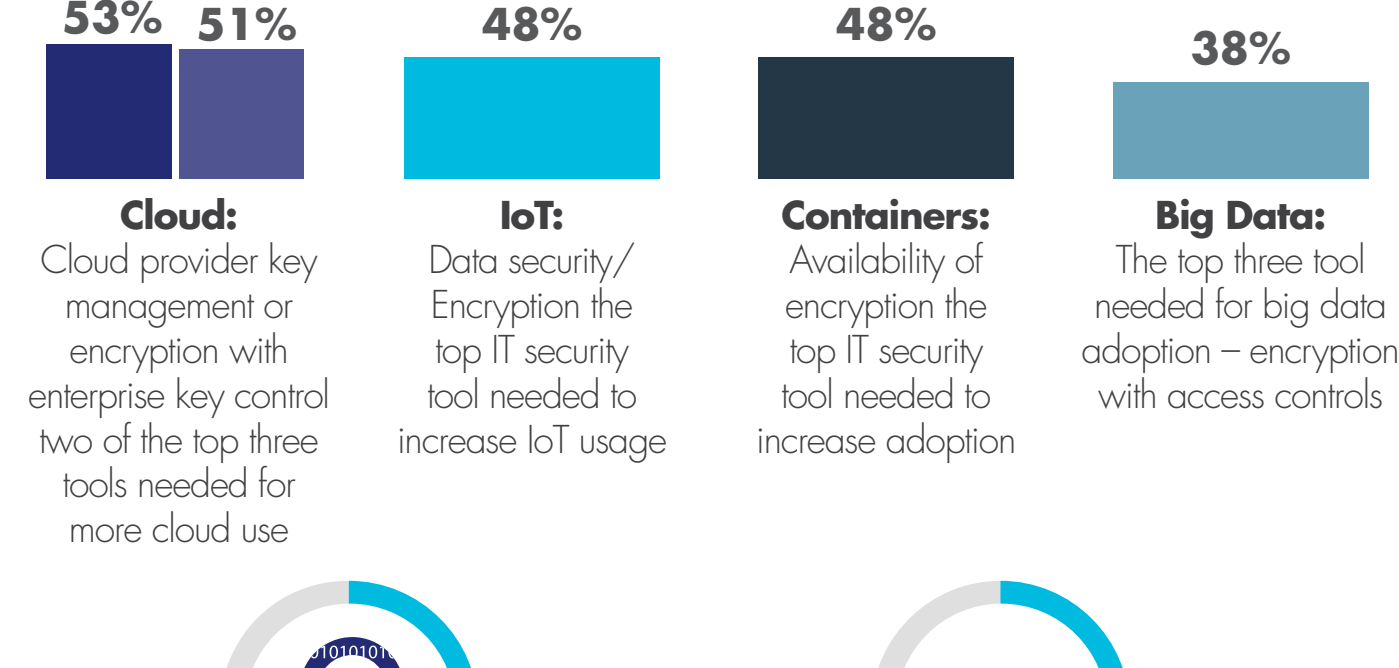 53% 51% 48% 48% 38%
Cloud:
Cloud provider key
management or
encryption with
enterprise key control
two of the top three
tools needed for
more cloud use
IoT:
Data security/
Encryption the
top IT security
tool needed to
increase IoT usage
Containers:
Availability of
encryption the
top IT security
tool needed to
increase adoption
Big Data:
The top three tool
needed for big data
adoption – encryption
with access controls